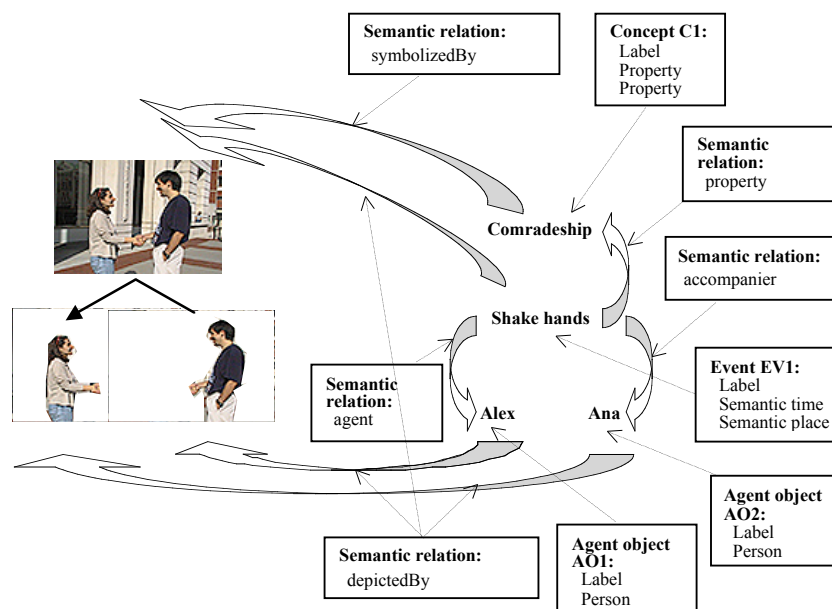 Semantic relation:
symbolizedBy
Concept C1:
Label
Property
Property
Semantic
relation:
property
Comradeship
Semantic relation:
accompanier
Shake hands
Semantic
relation:
agent
Event EV1:
Label
Semantic time
Semantic place
Alex
Ana
Agent object
AO2:
Label
Person
Semantic relation:
depictedBy
Agent object
AO1:
Label
Person